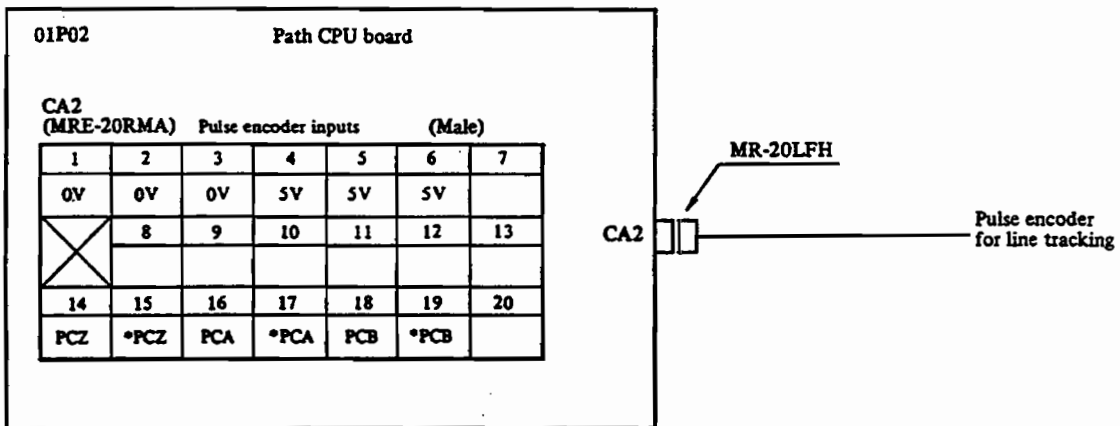 01P02 Path CPU board
CA2
(MRE-20RMA) Pulse encoder inputs (Male)
1 2 3 4 5 6 7
0V 0V 0V 5V 5V 5V
8 9 10 11 12 13
14 15 16 17 18 19 20
PCZ *PCZ PCA *PCA PCB *PCB
MR-20LFH
CA2
Pulse encoder
for line tracking